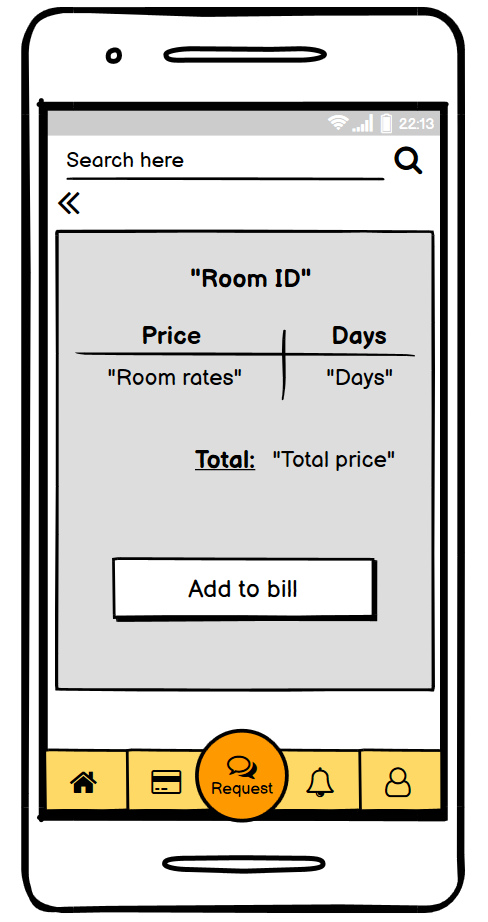 22:13
Search here
"Room ID"
Price Days
"Room rates" "Days"
Total: "Total price"
Add to bill
Request